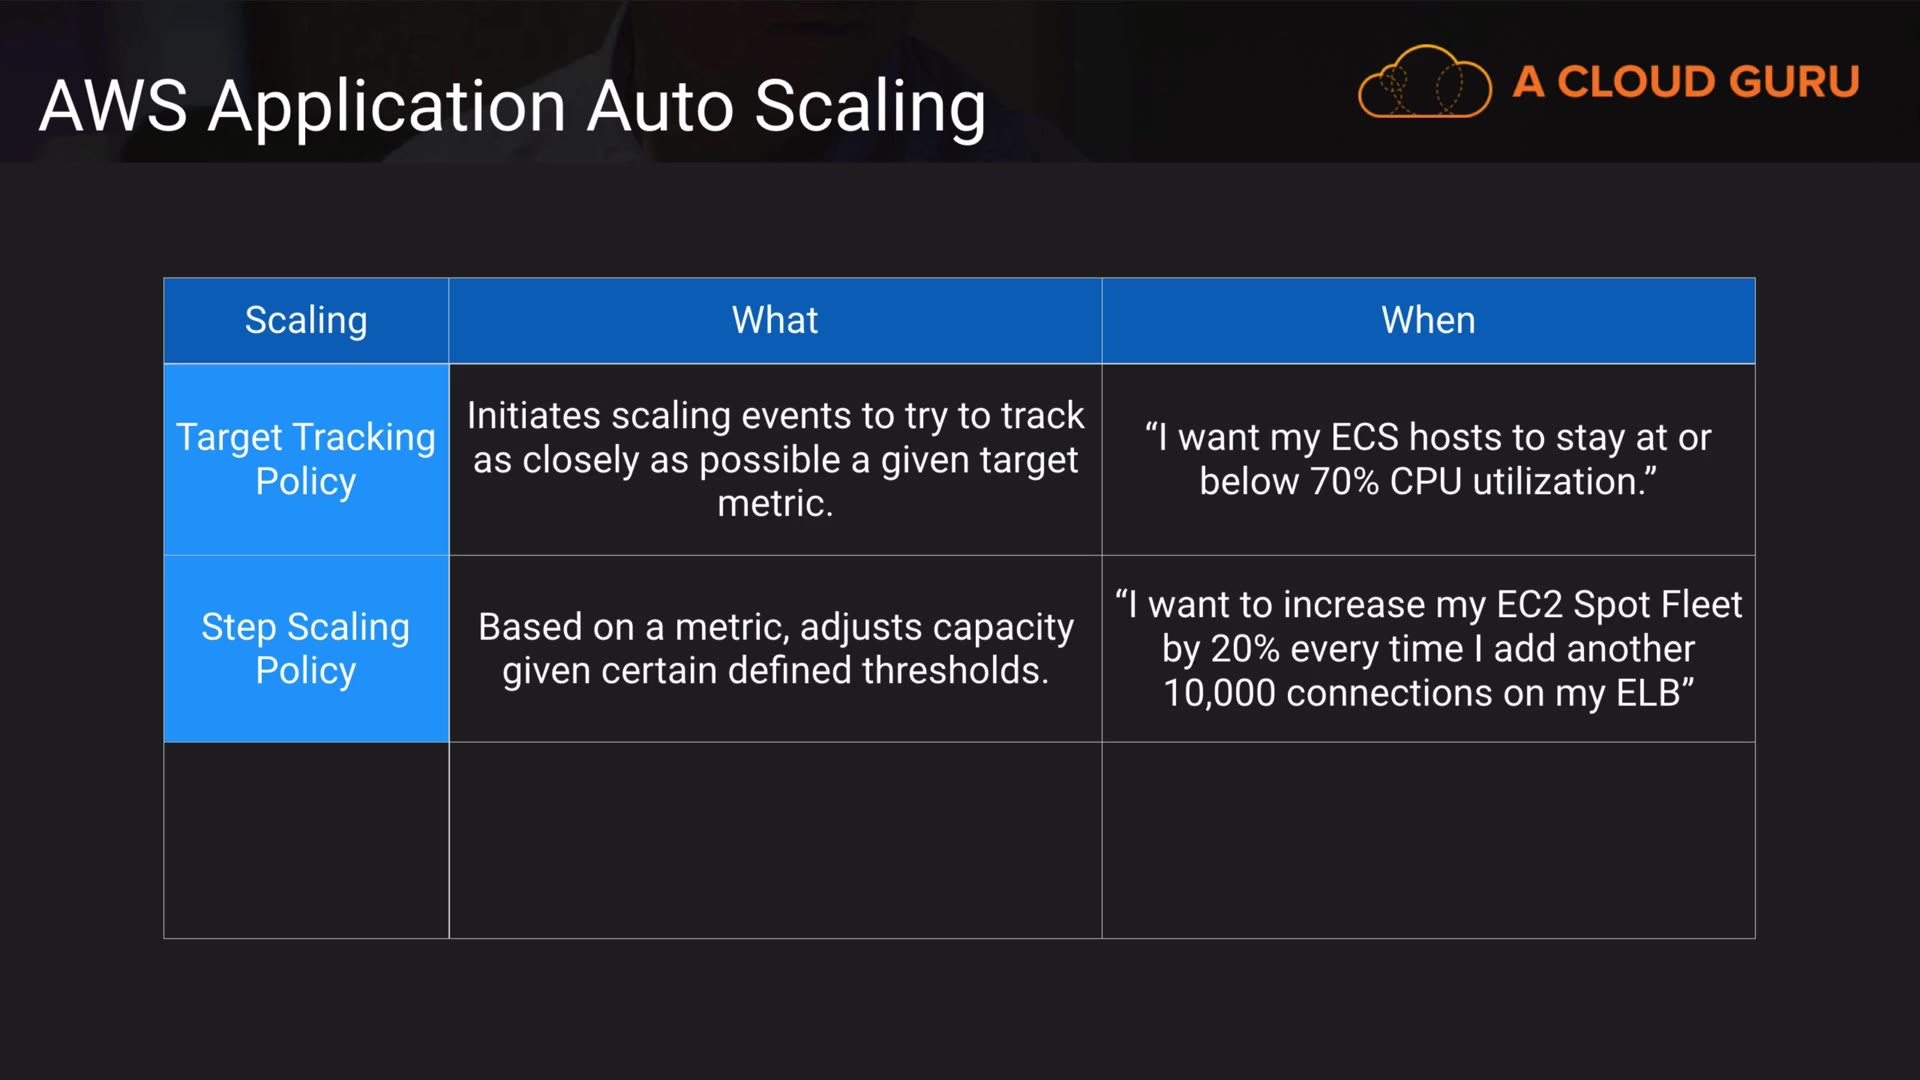 AWS Application Auto Scaling
A CLOUD GURU
Scaling
What
When
Target Tracking
Policy
Initiates scaling events to try to track
as closely as possible a given target
metric.
“I want my ECS hosts to stay at or
below 70% CPU utilization.”
Step Scaling
Policy
Based on a metric, adjusts capacity
given certain defined thresholds.
“I want to increase my EC2 Spot Fleet
by 20% every time I add another
10,000 connections on my ELB”